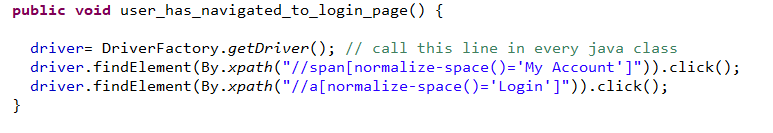 public void user_has_navigated_to_login_page() {
driver= DriverFactory.getDriver(); // call this line in every java class
driver.findElement(By.xpath("//span[normalize-space()='My Account']")).click();
driver.findElement(By.xpath("//a[normalize-space()='Login']")).click();
}